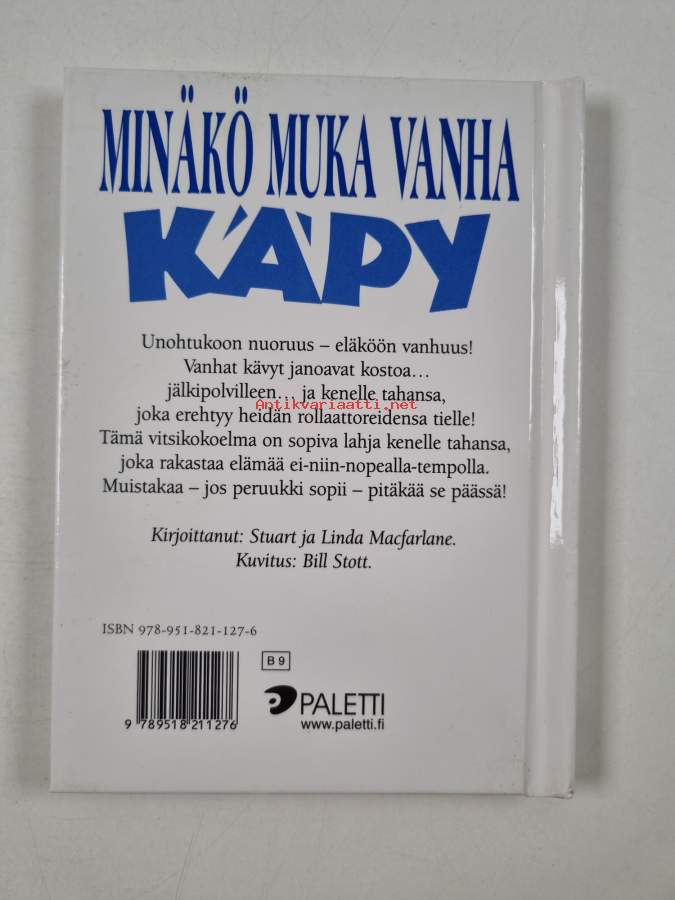 MINÄKÖ MUKA VANHA
KÄPY
Unohtukoon nuoruus – eläköön vanhuus!
Vanhat kävyt janoavat kostoa…
jälkipolvilleen… ja kenelle tahansa,
Antikvariaatti.net
joka erehtyy heidän rollaattoreidensa tielle!
Tämä vitsikokoelma on sopiva lahja kenelle tahansa,
joka rakastaa elämää ei-niin-nopealla-tempolla.
Muistakaa – jos peruukki sopii – pitäkää se päässä!
Kirjoittanut: Stuart ja Linda Macfarlane.
Kuvitus: Bill Stott.
ISBN 978-951-821-127-6
B 9
PALETTI
www.paletti.fi
9 789518 211276